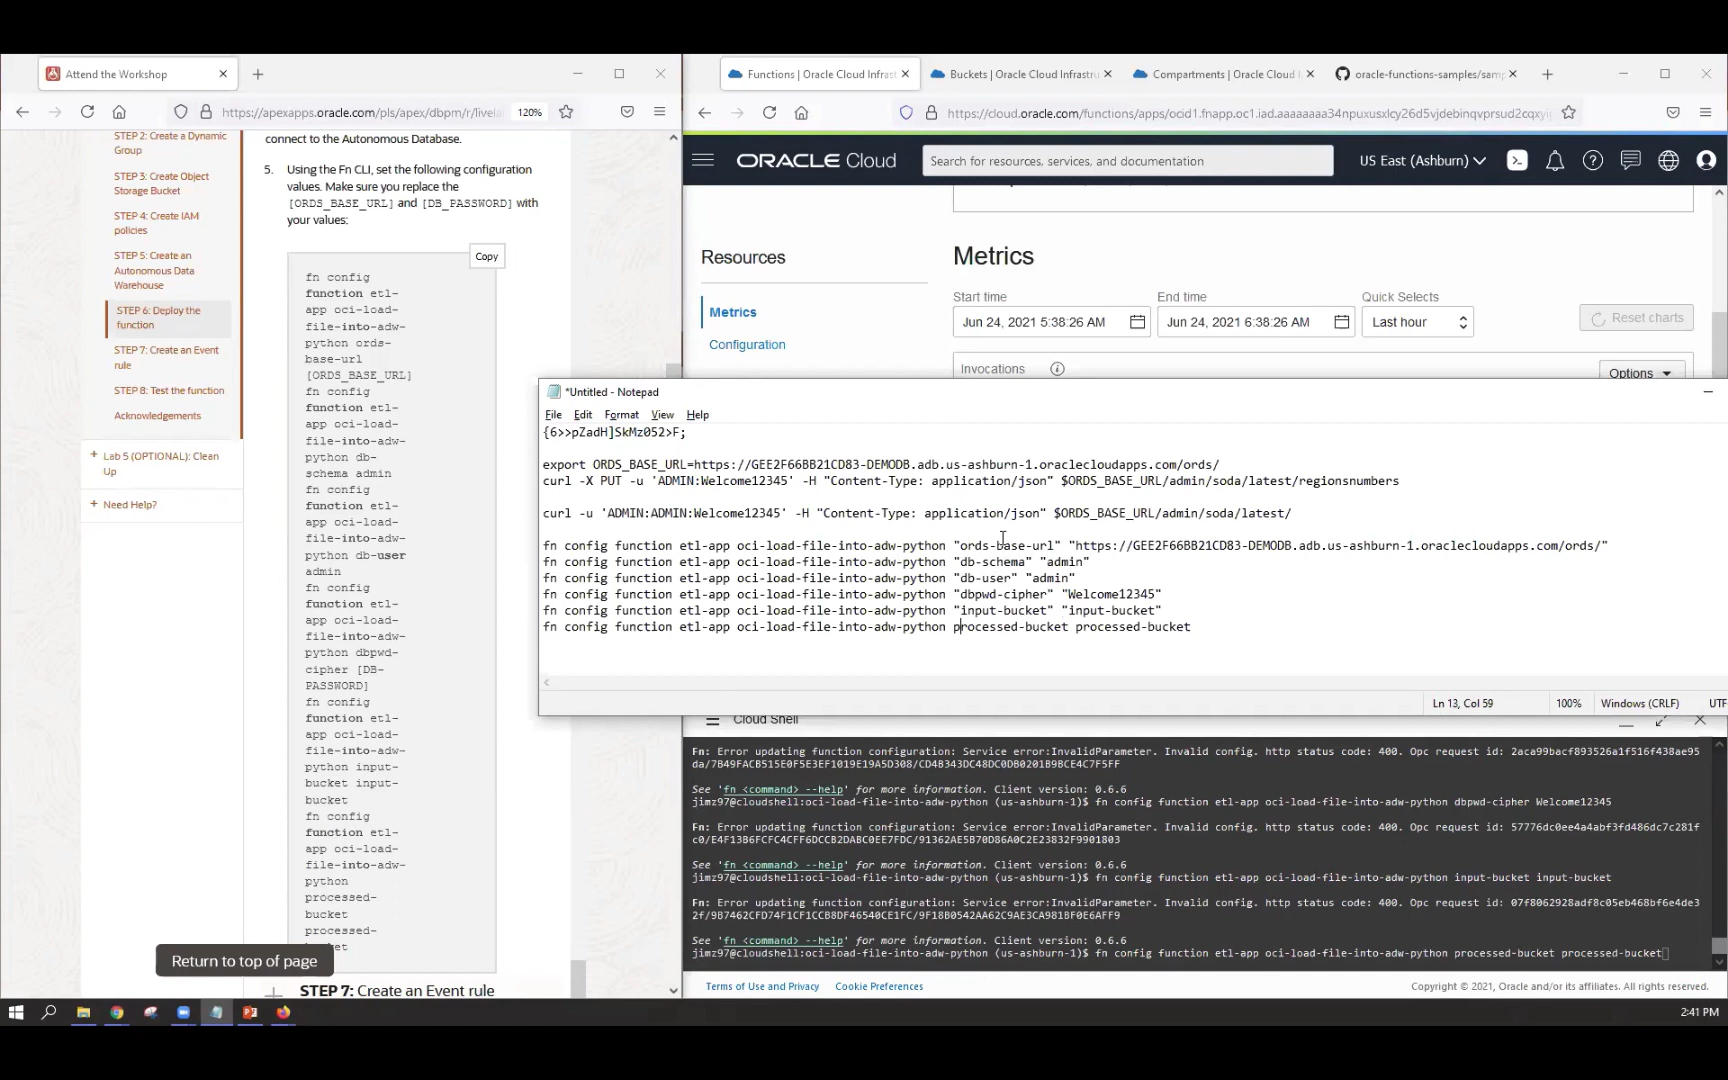 Attend the Workshop
https://apexapps.oracle.com/pls/apex/dbpm/r/livela
120%
STEP 2: Create a Dynamic
Group
STEP 3: Create Object
Storage Bucket
STEP 4: Create IAM
policies
STEP 5: Create an
Autonomous Data
Warehouse
STEP 6: Deploy the
function
STEP 7: Create an Event
rule
STEP 8: Test the function
Acknowledgements
+ Lab 5 (OPTIONAL): Clean
Up
+ Need Help?
connect to the Autonomous Database.
5. Using the Fn CLI, set the following configuration
values. Make sure you replace the
[ORDS_BASE_URL] and [DB_PASSWORD] with
your values:
Copy
fn config
function etl-
app oci-load-
file-into-adw-
python ords-
base-url
[ORDS_BASE_URL]
fn config
function etl-
app oci-load-
file-into-adw-
python db-
schema admin
fn config
function etl-
app oci-load-
file-into-adw-
python db-user
admin
fn config
function etl-
app oci-load-
file-into-adw-
python dbpwd-
cipher [DB-
PASSWORD]
fn config
function etl-
app oci-load-
file-into-adw-
python input-
bucket input-
bucket
fn config
function etl-
app oci-load-
file-into-adw-
python
processed-
bucket
processed-
Return to top of page
STEP 7: Create an Event rule
Functions | Oracle Cloud Infrast
Buckets | Oracle Cloud Infrastru
Compartments | Oracle Cloud I
oracle-functions-samples/samp
https://cloud.oracle.com/functions/apps/ocid1.fnapp.oc1.iad.aaaaaaaa34npuxusxlcy26d5vjdebinqvprsud2cqxyi
ORACLE Cloud
Search for resources, services, and documentation
US East (Ashburn)
Resources
Metrics
Configuration
Metrics
Start time
End time
Quick Selects
Jun 24, 2021 5:38:26 AM
Jun 24, 2021 6:38:26 AM
Last hour
Reset charts
Invocations
Options
*Untitled - Notepad
File Edit Format View Help
{6>>pZadH]SkMz052>F;
export ORDS_BASE_URL=https://GEE2F66BB21CD83-DEMODB.adb.us-ashburn-1.oraclecloudapps.com/ords/
curl -X PUT -u 'ADMIN:Welcome12345' -H "Content-Type: application/json" $ORDS_BASE_URL/admin/soda/latest/regionsnumbers
curl -u 'ADMIN:ADMIN:Welcome12345' -H "Content-Type: application/json" $ORDS_BASE_URL/admin/soda/latest/
fn config function etl-app oci-load-file-into-adw-python "ords-base-url" "https://GEE2F66BB21CD83-DEMODB.adb.us-ashburn-1.oraclecloudapps.com/ords/"
fn config function etl-app oci-load-file-into-adw-python "db-schema" "admin"
fn config function etl-app oci-load-file-into-adw-python "db-user" "admin"
fn config function etl-app oci-load-file-into-adw-python "dbpwd-cipher" "Welcome12345"
fn config function etl-app oci-load-file-into-adw-python "input-bucket" "input-bucket"
fn config function etl-app oci-load-file-into-adw-python processed-bucket processed-bucket
Ln 13, Col 59
100%
Windows (CRLF)
UTF
Cloud Shell
Fn: Error updating function configuration: Service error:InvalidParameter. Invalid config. http status code: 400. Opc request id: 2aca99bacf893526a1f516f438ae95
da/7B49FACB515E0F5E3EF1019E19A5D308/CD4B343DC48DC0DB0201B9BCE4C7F5FF
See 'fn <command> --help' for more information. Client version: 0.6.6
jimz97@cloudshell:oci-load-file-into-adw-python (us-ashburn-1)$ fn config function etl-app oci-load-file-into-adw-python dbpwd-cipher Welcome12345
Fn: Error updating function configuration: Service error:InvalidParameter. Invalid config. http status code: 400. Opc request id: 57776dc0ee4a4abf3fd486dc7c281f
c0/E4F13B6FCFC4CFF6DCCB2DABC0EE7FDC/91362AE5B70D86A0C2E23832F9901803
See 'fn <command> --help' for more information. Client version: 0.6.6
jimz97@cloudshell:oci-load-file-into-adw-python (us-ashburn-1)$ fn config function etl-app oci-load-file-into-adw-python input-bucket input-bucket
Fn: Error updating function configuration: Service error:InvalidParameter. Invalid config. http status code: 400. Opc request id: 07f8062928adf8c05eb468bf6e4de3
2f/9B7462CFD74F1CF1CCB8DF46540CE1FC/9F18B0542AA62C9AE3CA981BF0E6AFF9
See 'fn <command> --help' for more information. Client version: 0.6.6
jimz97@cloudshell:oci-load-file-into-adw-python (us-ashburn-1)$ fn config function etl-app oci-load-file-into-adw-python processed-bucket processed-bucket
Terms of Use and Privacy
Cookie Preferences
Copyright © 2021, Oracle and/or its affiliates. All rights reserved.
2:41 PM